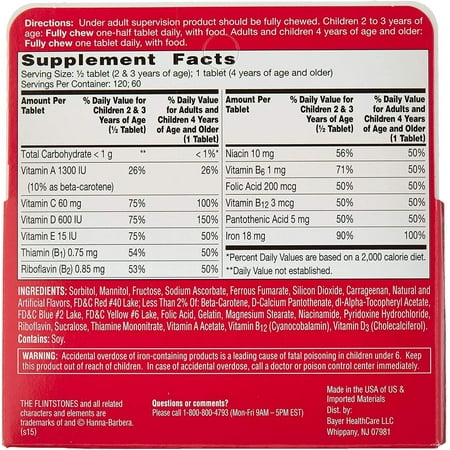 Directions: Under adult supervision product should be fully chewed. Children 2 to 3 years of
age: Fully chew one-half tablet daily, with food. Adults and children 4 years of age and older:
Fully chew one tablet daily, with food.
Supplement Facts
Serving Size: ½ tablet (2 & 3 years of age); 1 tablet (4 years of age and older)
Servings Per Container: 120; 60
Amount Per Tablet
% Daily Value for Children 2 & 3 Years of Age (½ Tablet)
% Daily Value for Adults and Children 4 Years of Age and Older (1 Tablet)
Total Carbohydrate < 1 g ** < 1%*
Vitamin A 1300 IU 26% 26%
(10% as beta-carotene)
Vitamin C 60 mg 75% 100%
Vitamin D 600 IU 75% 150%
Vitamin E 15 IU 75% 50%
Thiamin (B1) 0.75 mg 54% 50%
Riboflavin (B2) 0.85 mg 53% 50%
Amount Per Tablet
% Daily Value for Children 2 & 3 Years of Age (½ Tablet)
% Daily Value for Adults and Children 4 Years of Age and Older (1 Tablet)
Niacin 10 mg 56% 50%
Vitamin B6 1 mg 71% 50%
Folic Acid 200 mcg 50%
Vitamin B12 3 mcg 50%
Pantothenic Acid 5 mg 50%
Iron 18 mg 90% 100%
*Percent Daily Values are based on a 2,000 calorie diet.
**Daily Value not established.
INGREDIENTS: Sorbitol, Mannitol, Fructose, Sodium Ascorbate, Ferrous Fumarate, Silicon Dioxide, Carrageenan, Natural and
Artificial Flavors, FD&C Red #40 Lake; Less Than 2% Of: Beta-Carotene, D-Calcium Pantothenate, dl-Alpha-Tocopheryl Acetate,
FD&C Blue #2 Lake, FD&C Yellow #6 Lake, Folic Acid, Gelatin, Magnesium Stearate, Niacinamide, Pyridoxine Hydrochloride,
Riboflavin, Sucralose, Thiamine Mononitrate, Vitamin A Acetate, Vitamin B12 (Cyanocobalamin), Vitamin D3 (Cholecalciferol).
Contains: Soy.
WARNING: Accidental overdose of iron-containing products is a leading cause of fatal poisoning in children under 6. Keep
this product out of reach of children. In case of accidental overdose, call a doctor or poison control center immediately.
THE FLINTSTONES and all related
characters and elements are
trademarks of and © Hanna-Barbera.
(s15)
Questions or comments?
Please call 1-800-800-4793 (Mon-Fri 9AM – 5PM EST)
Made in the USA of US &
Imported Materials
Dist. by:
Bayer HealthCare LLC
Whippany, NJ 07981